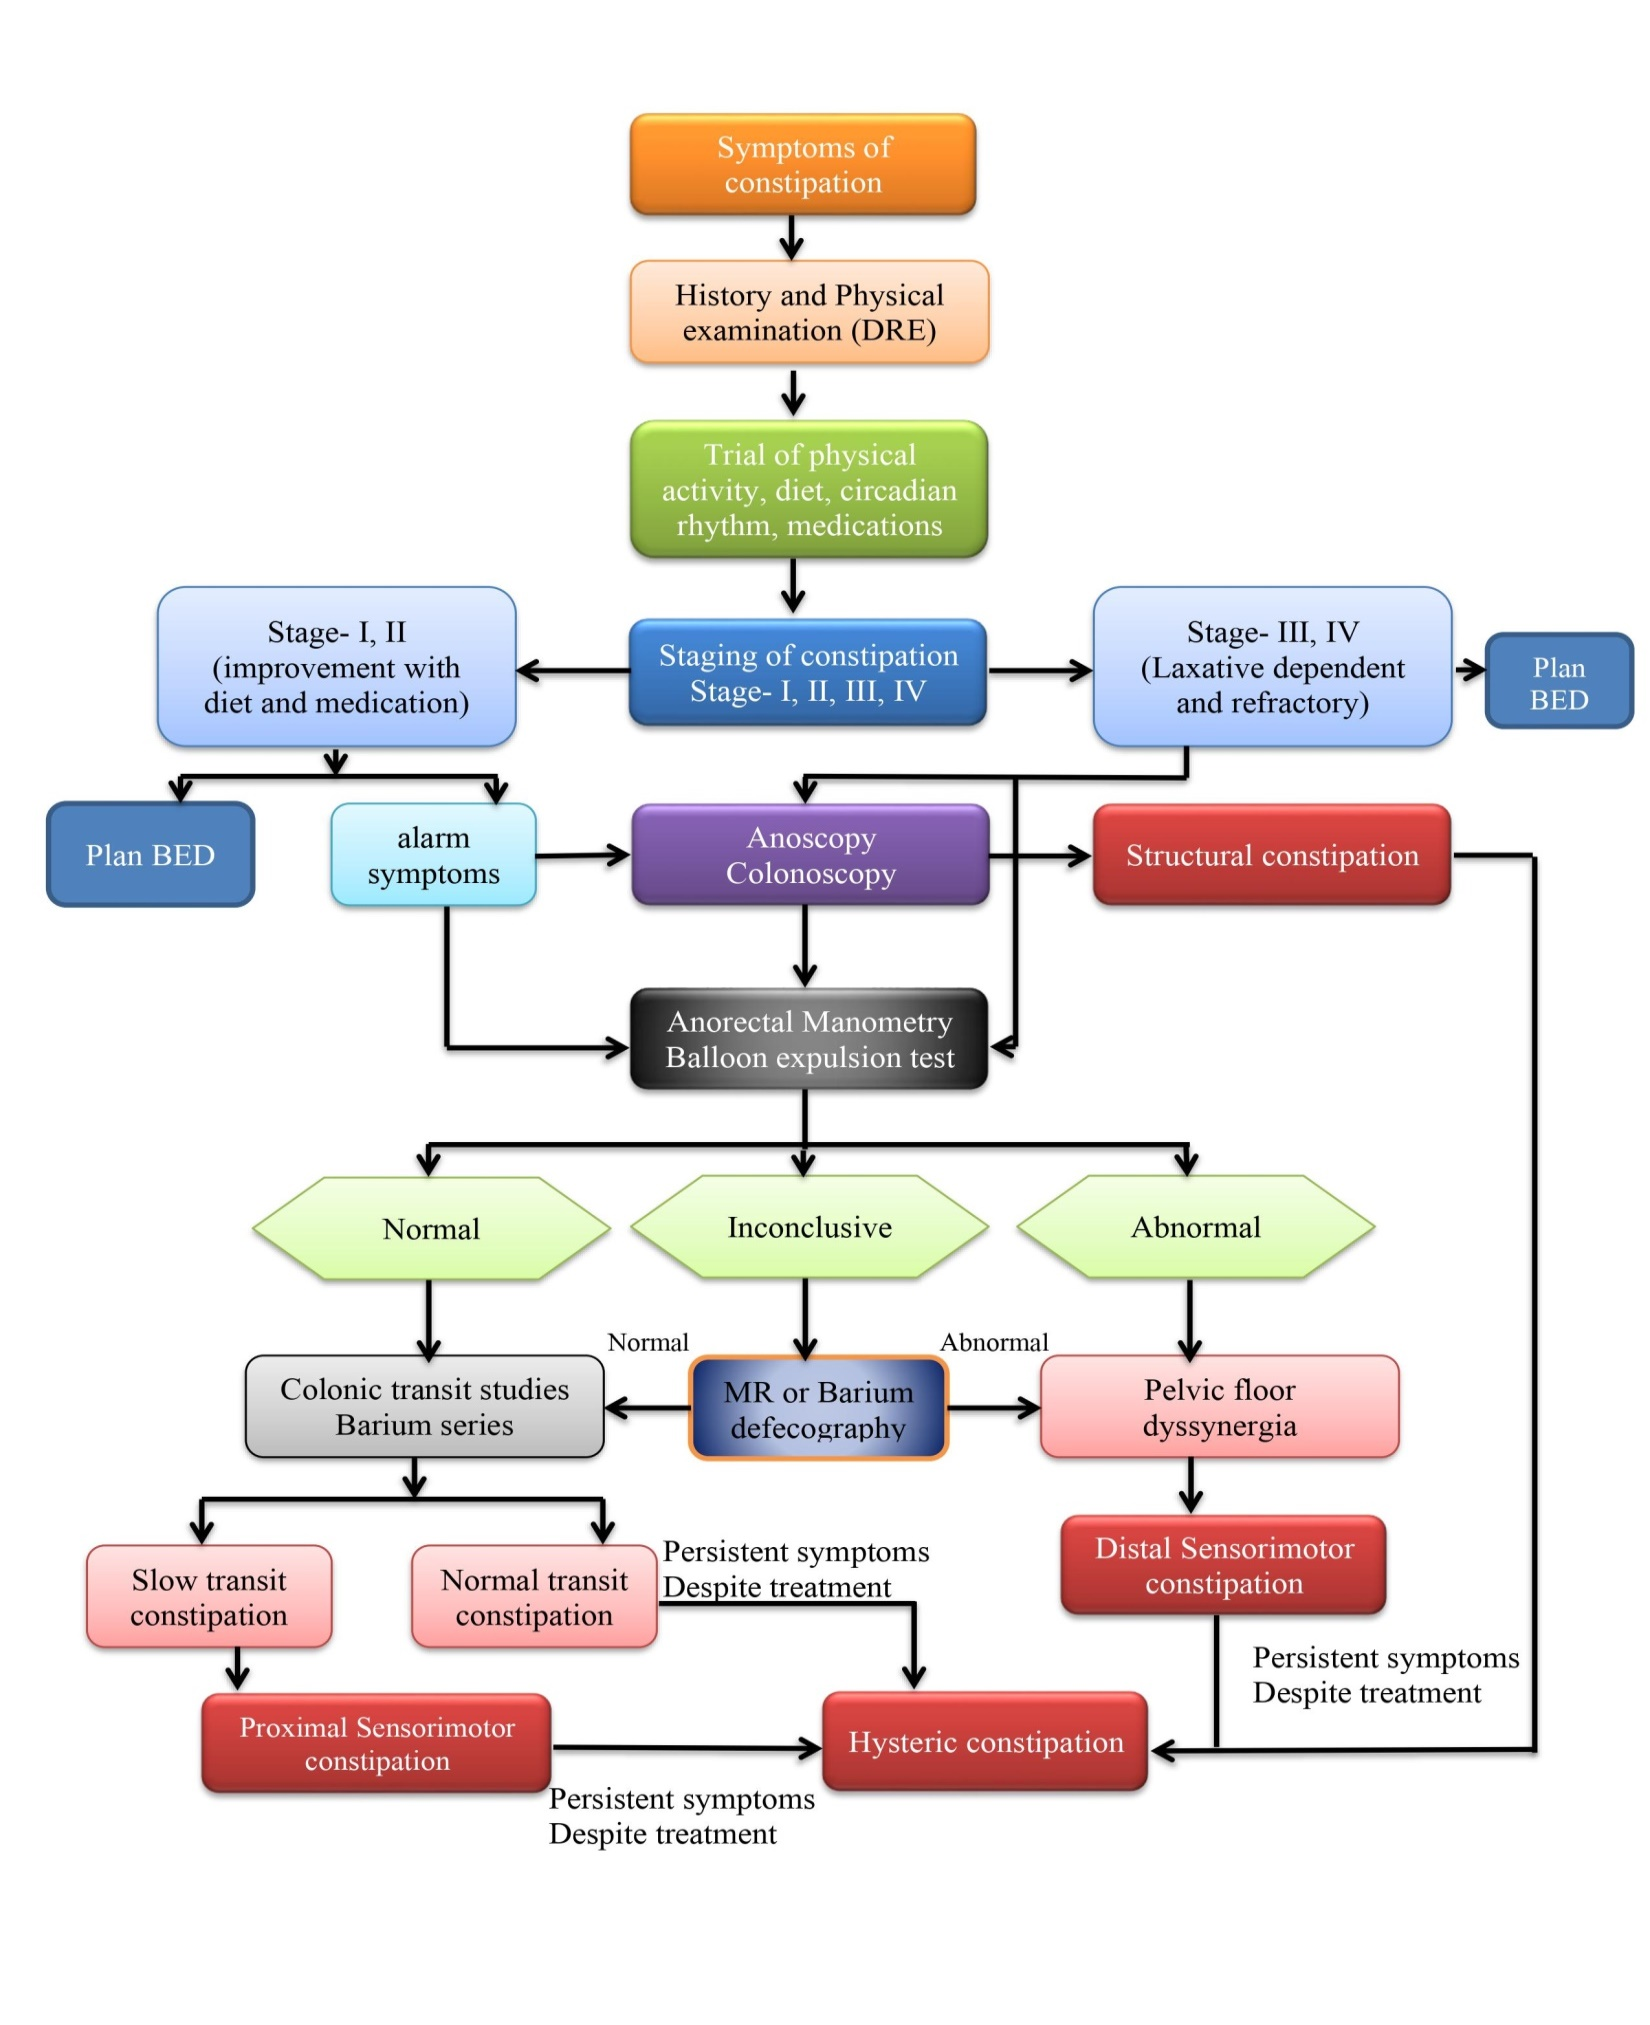 Symptoms of
constipation
History and Physical
examination (DRE)
Trial of physical
activity, diet, circadian
rhythm, medications
Stage- I, II
(improvement with
diet and medication)
Staging of constipation
Stage- I, II, III, IV
Stage- III, IV
(Laxative dependent
and refractory)
Plan
BED
Plan BED
alarm
symptoms
Anoscopy
Colonoscopy
Structural constipation
Anorectal Manometry
Balloon expulsion test
Normal
Inconclusive
Abnormal
Normal
Abnormal
Colonic transit studies
Barium series
MR or Barium
defecography
Pelvic floor
dyssynergia
Slow transit
constipation
Normal transit
constipation
Persistent symptoms
Despite treatment
Distal Sensorimotor
constipation
Persistent symptoms
Despite treatment
Proximal Sensorimotor
constipation
Hysteric constipation
Persistent symptoms
Despite treatment